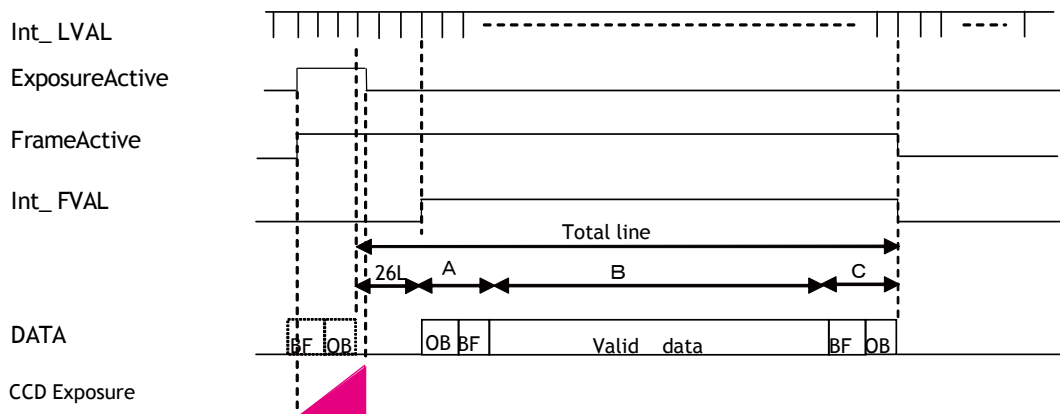 Int_ LVAL
ExposureActive
FrameActive
Int_ FVAL
Total line
26L A B C
DATA BF OB OB BF Valid data BF OB
CCD Exposure